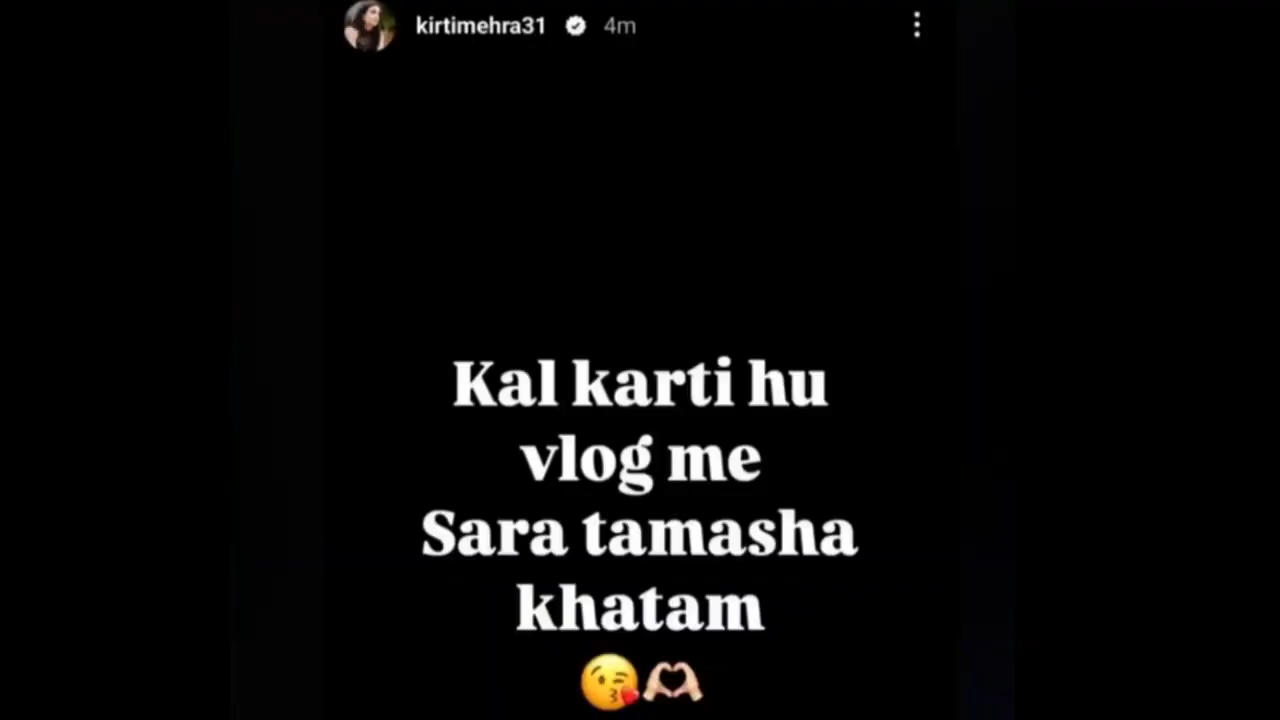 kirtimehra31 4m
Kal karti hu
vlog me
Sara tamasha
khatam
😘🫶🏻